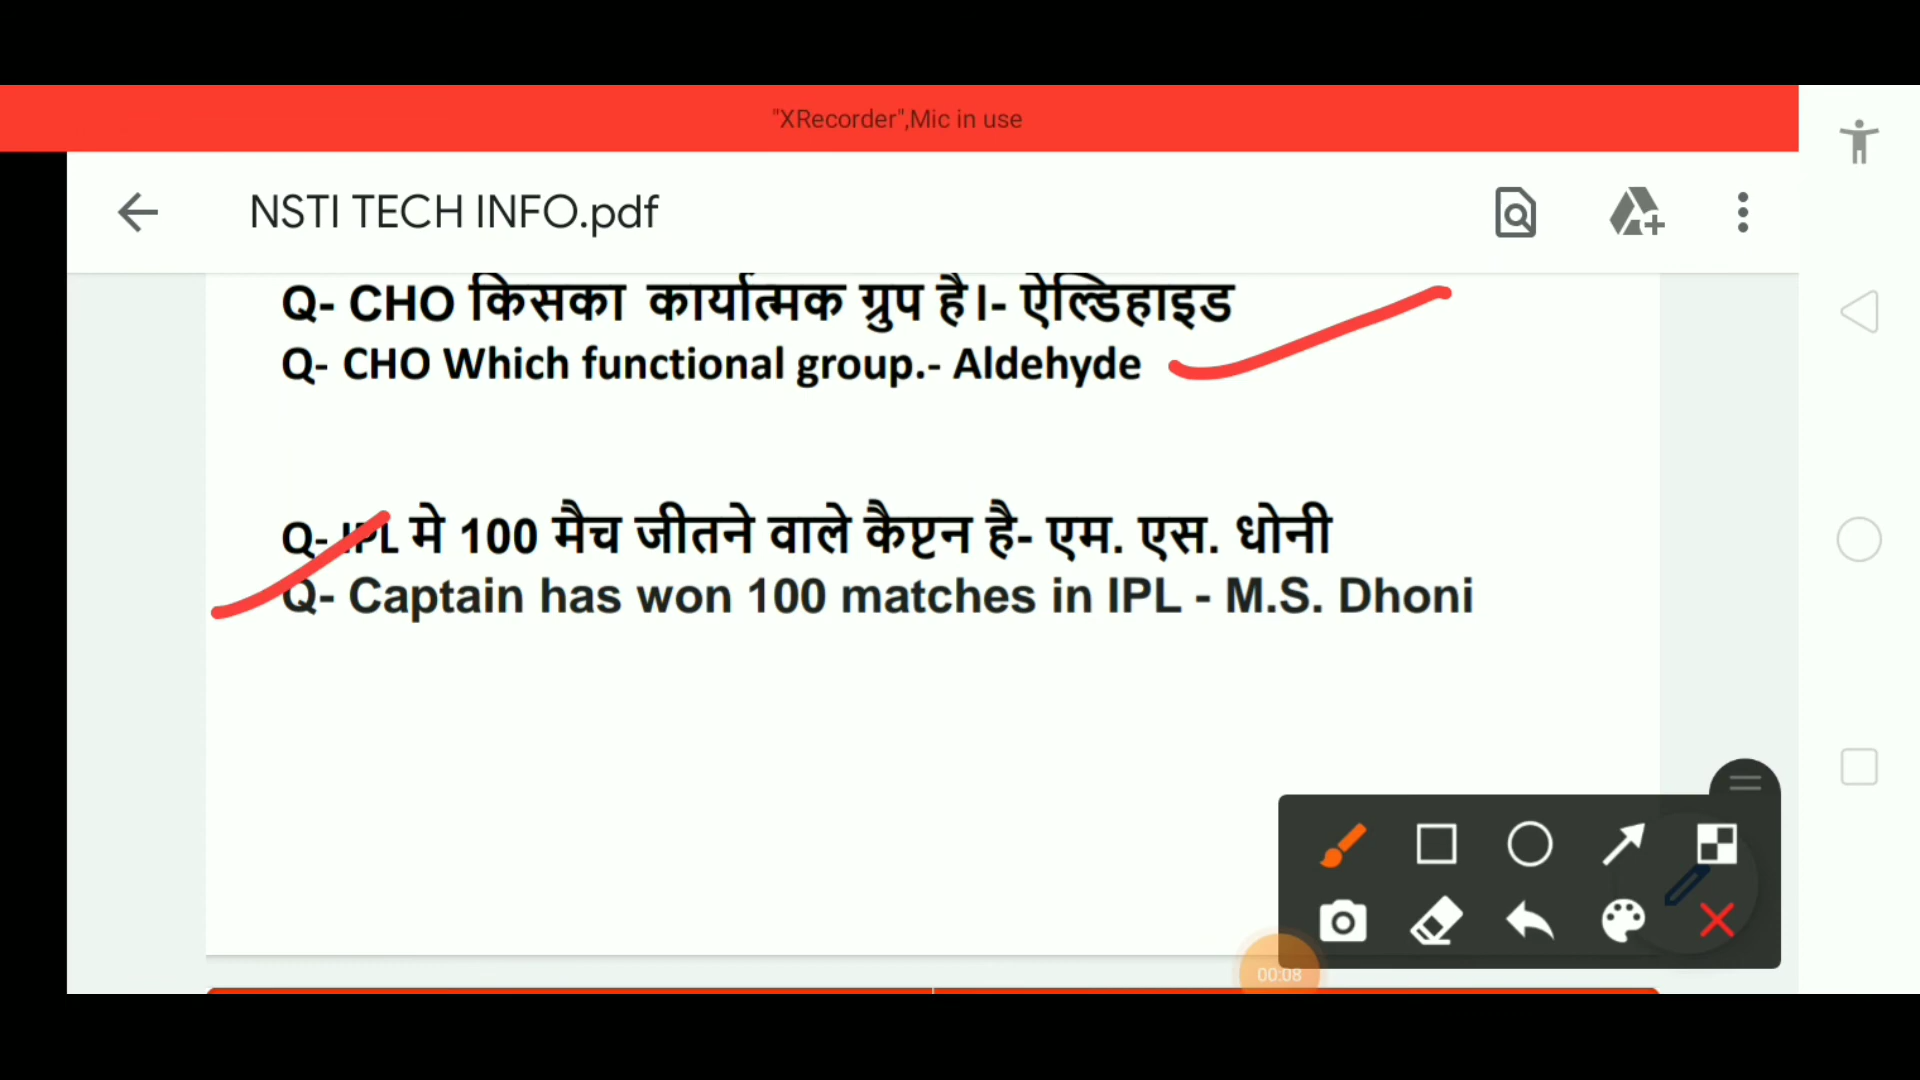 "XRecorder",Mic in use
NSTI TECH INFO.pdf
Q- CHO किसका कार्यात्मक ग्रुप है।- ऐल्डिहाइड
Q- CHO Which functional group.- Aldehyde
Q- IPL मे 100 मैच जीतने वाले कैप्टन है- एम. एस. धोनी
Q- Captain has won 100 matches in IPL - M.S. Dhoni
00:08